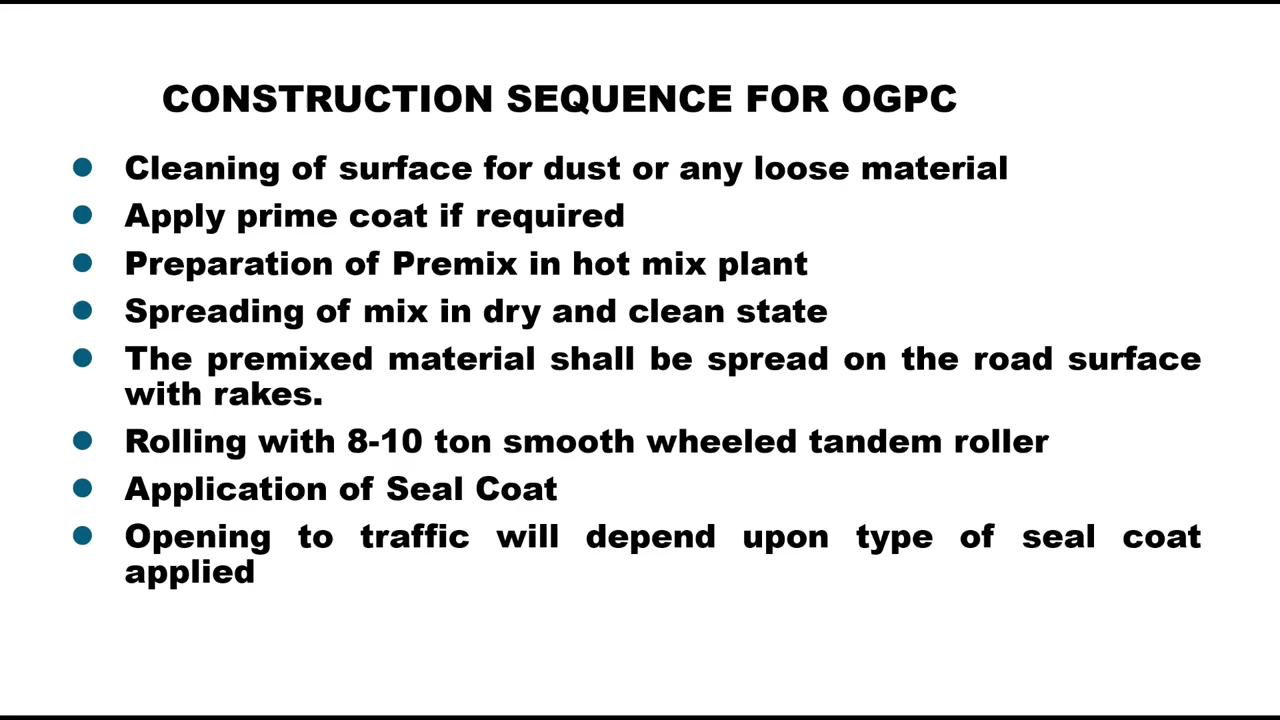 CONSTRUCTION SEQUENCE FOR OGPC
Cleaning of surface for dust or any loose material
Apply prime coat if required
Preparation of Premix in hot mix plant
Spreading of mix in dry and clean state
The premixed material shall be spread on the road surface
with rakes.
Rolling with 8-10 ton smooth wheeled tandem roller
Application of Seal Coat
Opening to traffic will depend upon type of seal coat
applied